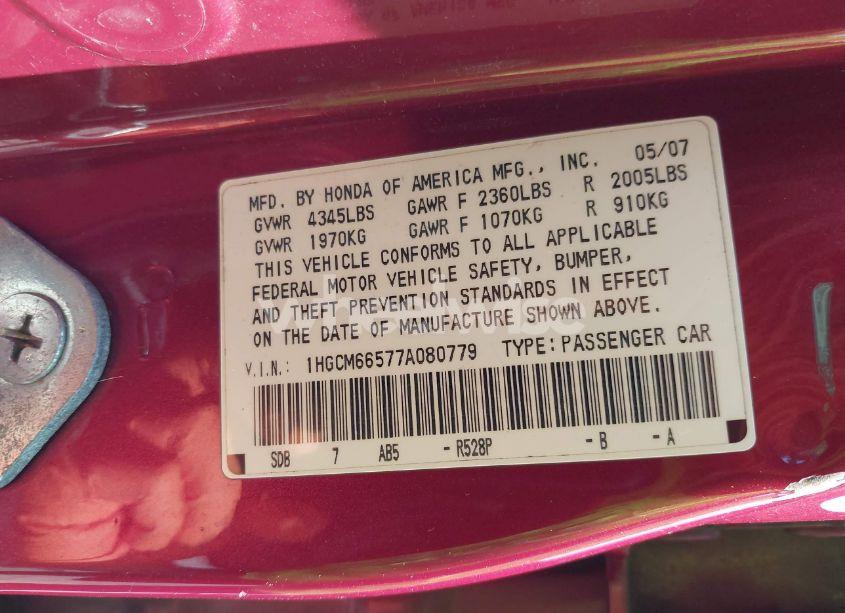 MFD. BY HONDA OF AMERICA MFG., INC. 05/07
GVWR 4345LBS GAWR F 2360LBS R 2005LBS
GVWR 1970KG GAWR F 1070KG R 910KG
THIS VEHICLE CONFORMS TO ALL APPLICABLE
FEDERAL MOTOR VEHICLE SAFETY, BUMPER,
AND THEFT PREVENTION STANDARDS IN EFFECT
ON THE DATE OF MANUFACTURE SHOWN ABOVE.
V.I.N.: 1HGCM66577A080779 TYPE: PASSENGER CAR
SDB 7 AB5 - R528P - B - A